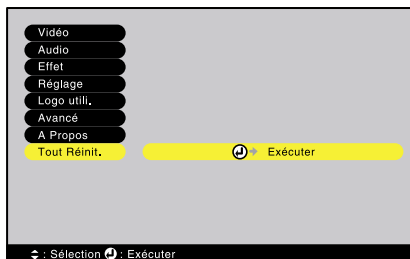 Vidéo
Audio
Effet
Réglage
Logo utili.
Avancé
A Propos
Tout Réinit. Exécuter
: Sélection : Exécuter